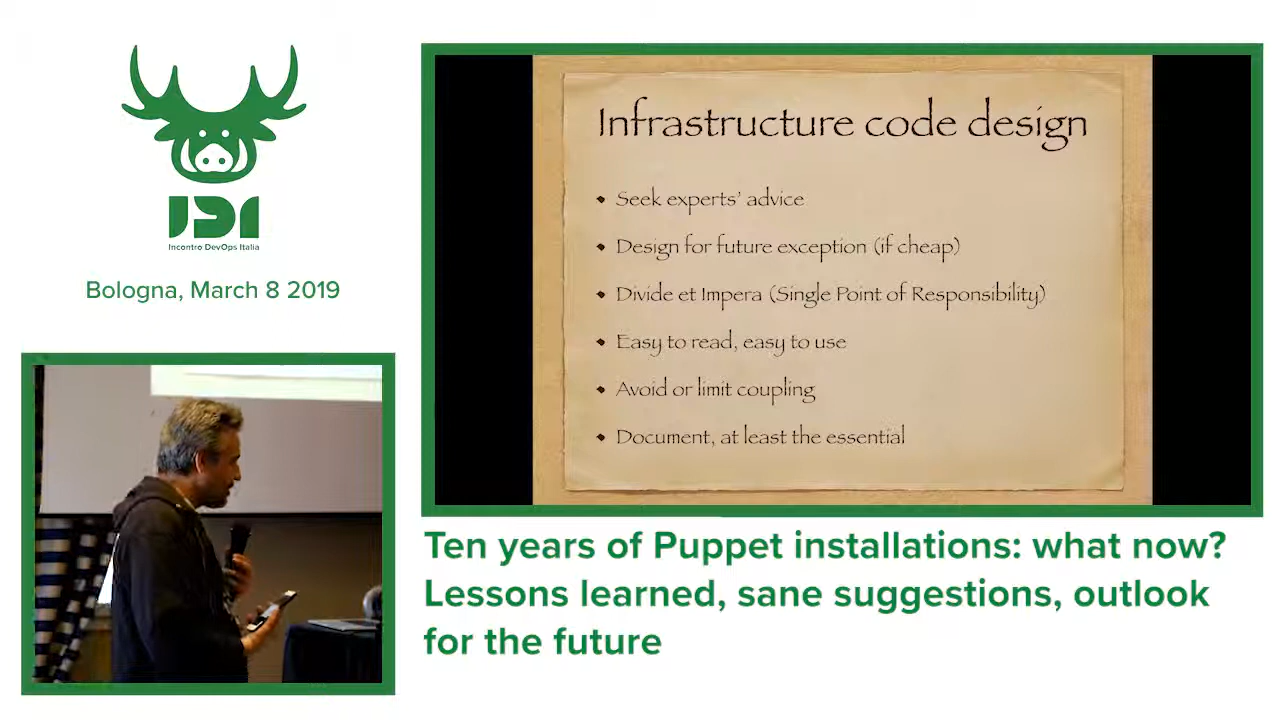 IDI
Incontro DevOps Italia
Bologna, March 8 2019
Infrastructure code design
Seek experts' advice
Design for future exception (if cheap)
Divide et Impera (Single Point of Responsibility)
Easy to read, easy to use
Avoid or limit coupling
Document, at least the essential
Ten years of Puppet installations: what now?
Lessons learned, sane suggestions, outlook
for the future